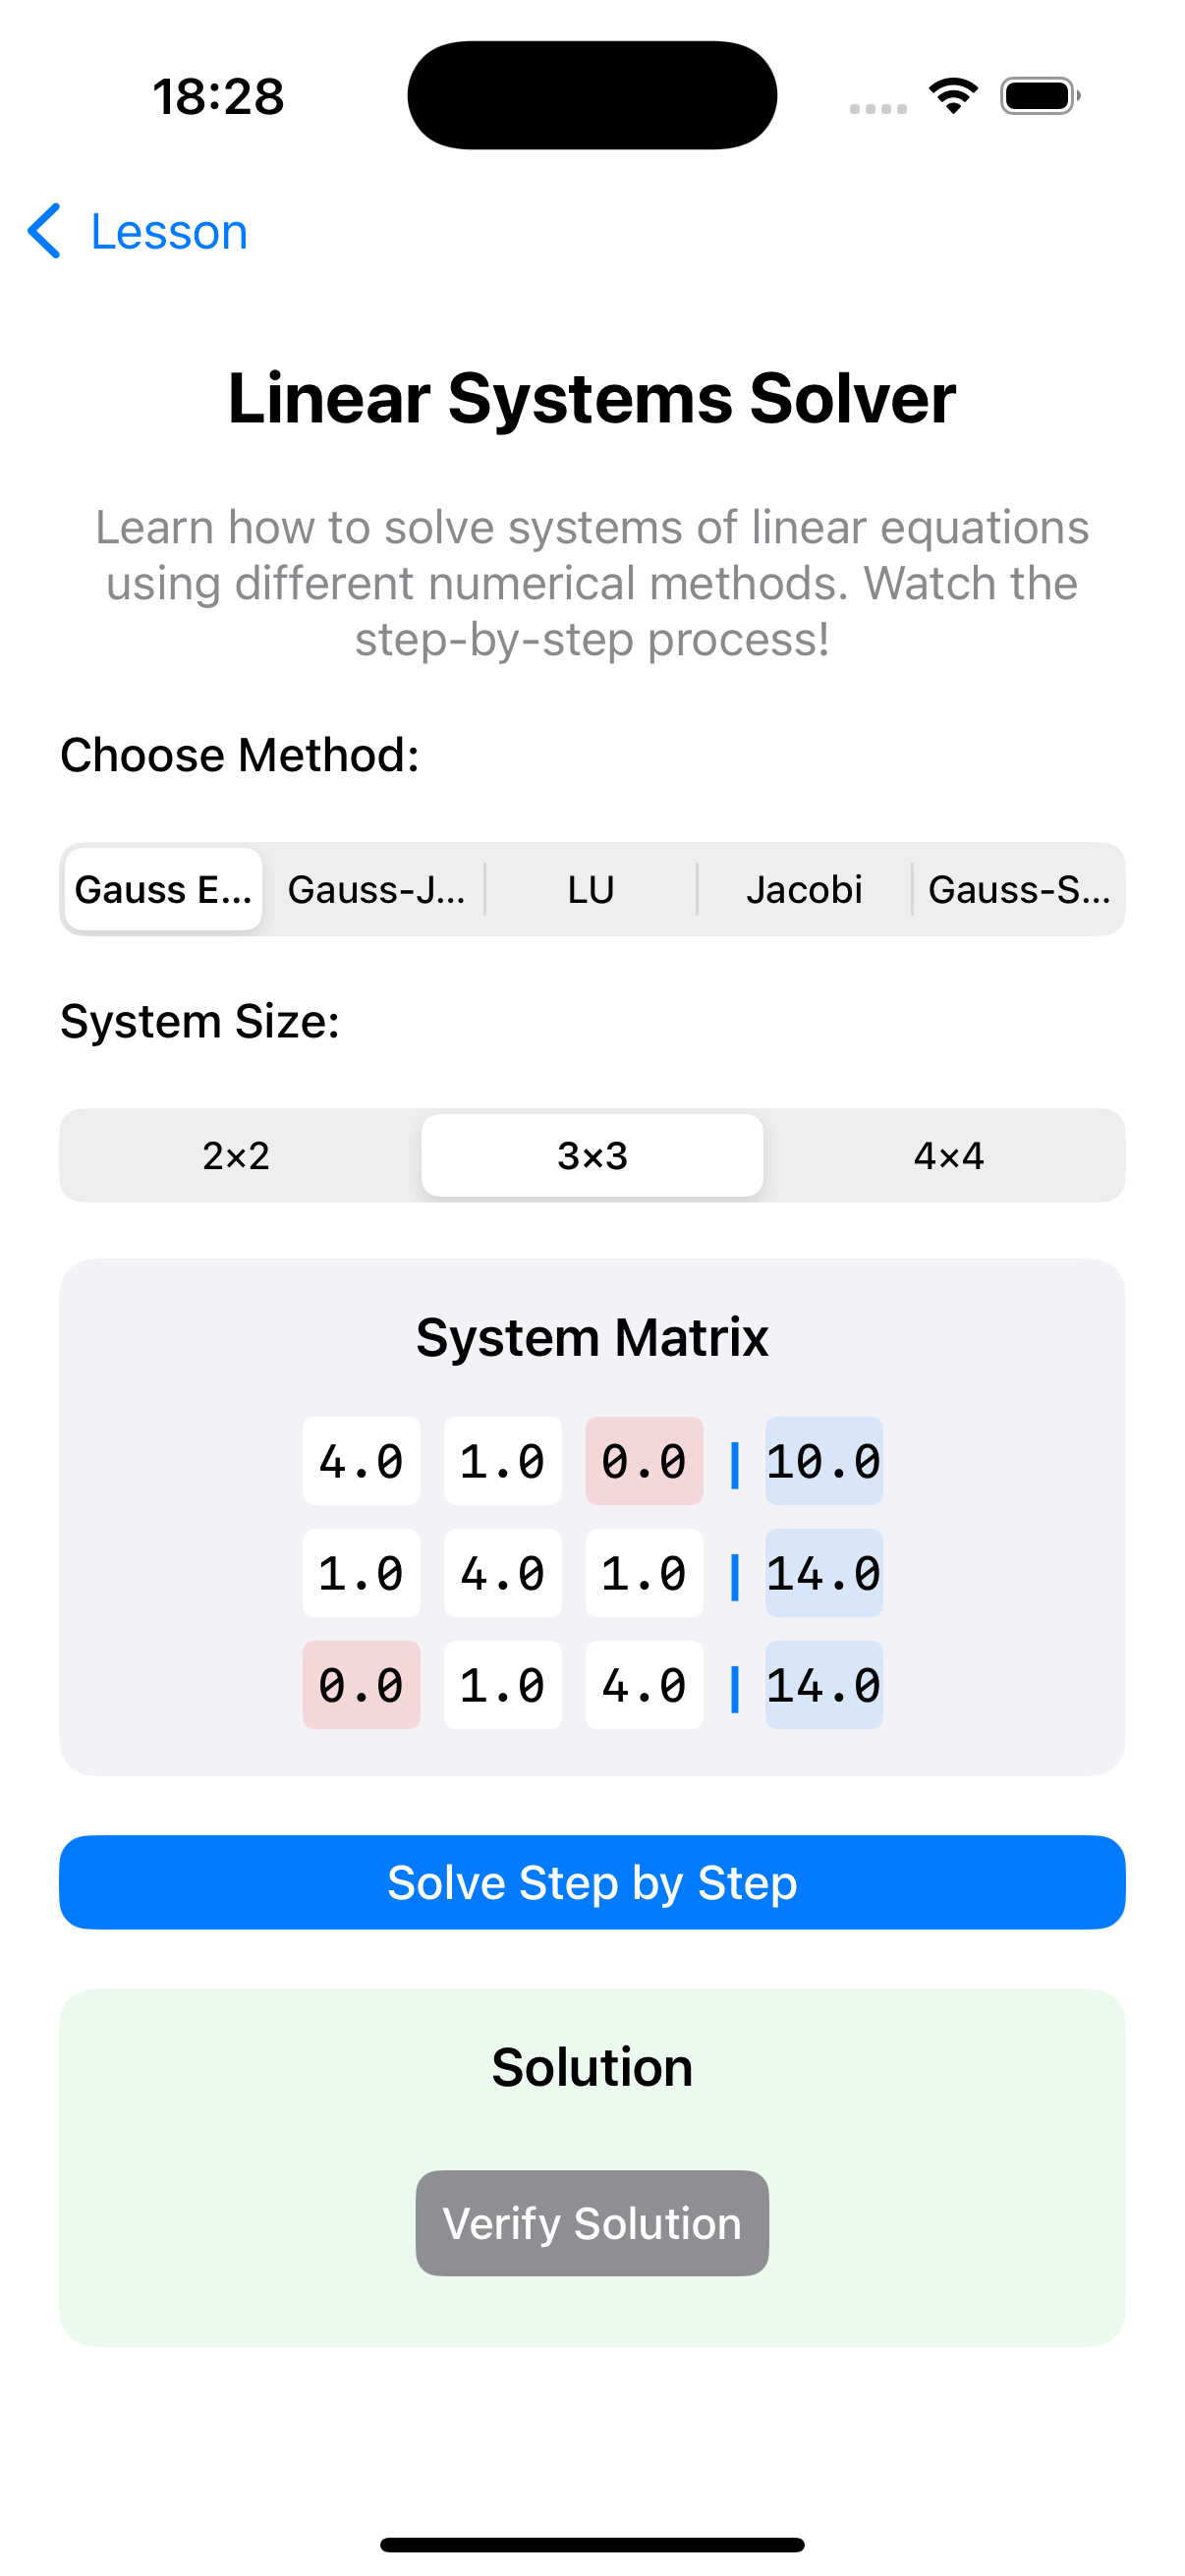 18:28
Lesson
Linear Systems Solver
Learn how to solve systems of linear equations
using different numerical methods. Watch the
step-by-step process!
Choose Method:
Gauss E... Gauss-J... LU Jacobi Gauss-S...
System Size:
2×2 3×3 4×4
System Matrix
4.0 1.0 0.0 | 10.0
1.0 4.0 1.0 | 14.0
0.0 1.0 4.0 | 14.0
Solve Step by Step
Solution
Verify Solution